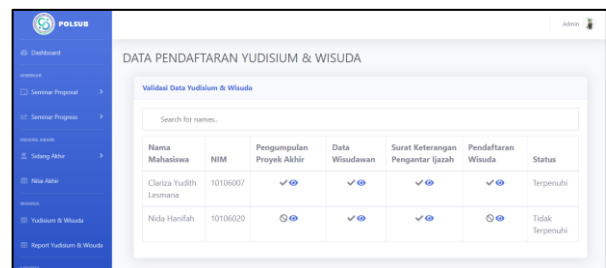 POLSUB
Admin
Dashboard
SEMINAR
Seminar Proposal
Seminar Progress
SIDANG AKHIR
Sidang Akhir
Nilai Akhir
WISUDA
Yudisium & Wisuda
Report Yudisium & Wisuda
DATA PENDAFTARAN YUDISIUM & WISUDA
Validasi Data Yudisium & Wisuda
Search for names..
Nama Mahasiswa NIM Pengumpulan Proyek Akhir Data Wisudawan Surat Keterangan Pengantar Ijazah Pendaftaran Wisuda Status
Clariza Yudith Lesmana 10106007 Terpenuhi
Nida Hanifah 10106020 Tidak Terpenuhi